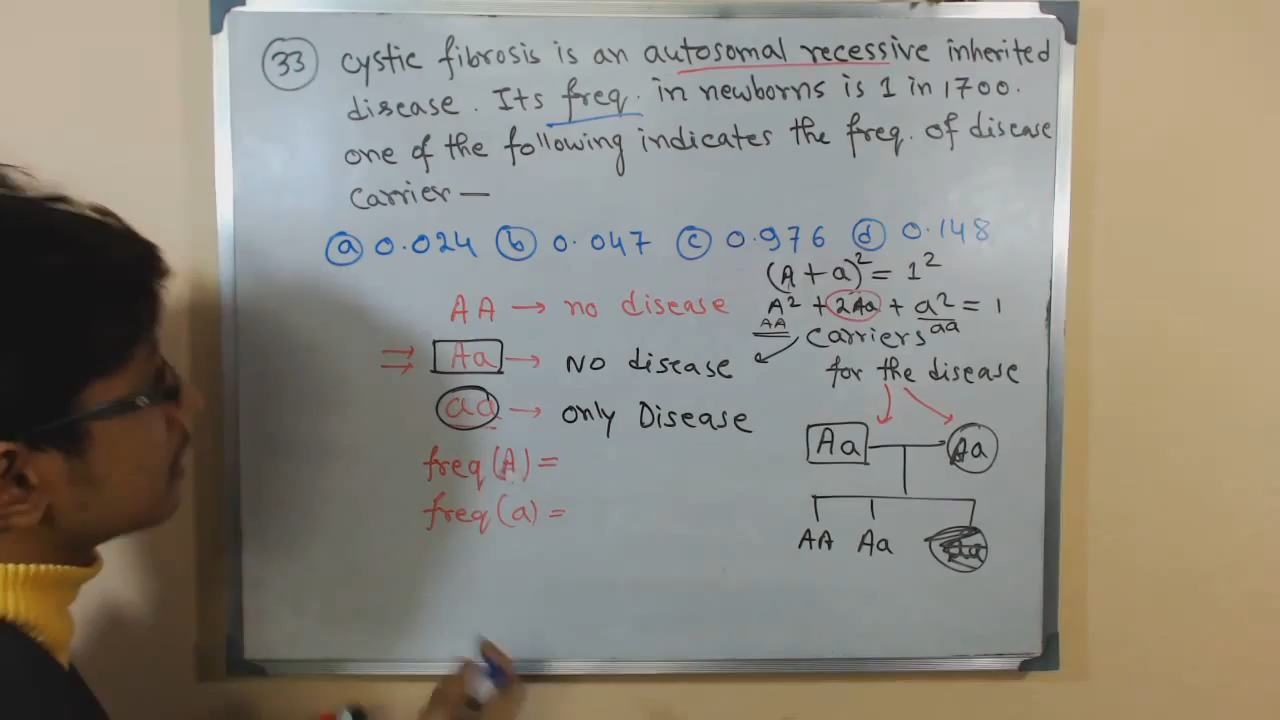 33 Cystic fibrosis is an autosomal recessive inherited
disease. Its freq. in newborns is 1 in 1700.
one of the following indicates the freq. of disease
carrier —
a 0.024 b 0.047 c 0.976 d 0.148
(A + a)² = 1²
AA → no disease
A² + 2Aa + a² = 1
AA aa
Carriers
for the disease
⇒ Aa → NO disease
aa → only Disease
freq (A) =
freq (a) =
Aa Aa
AA Aa